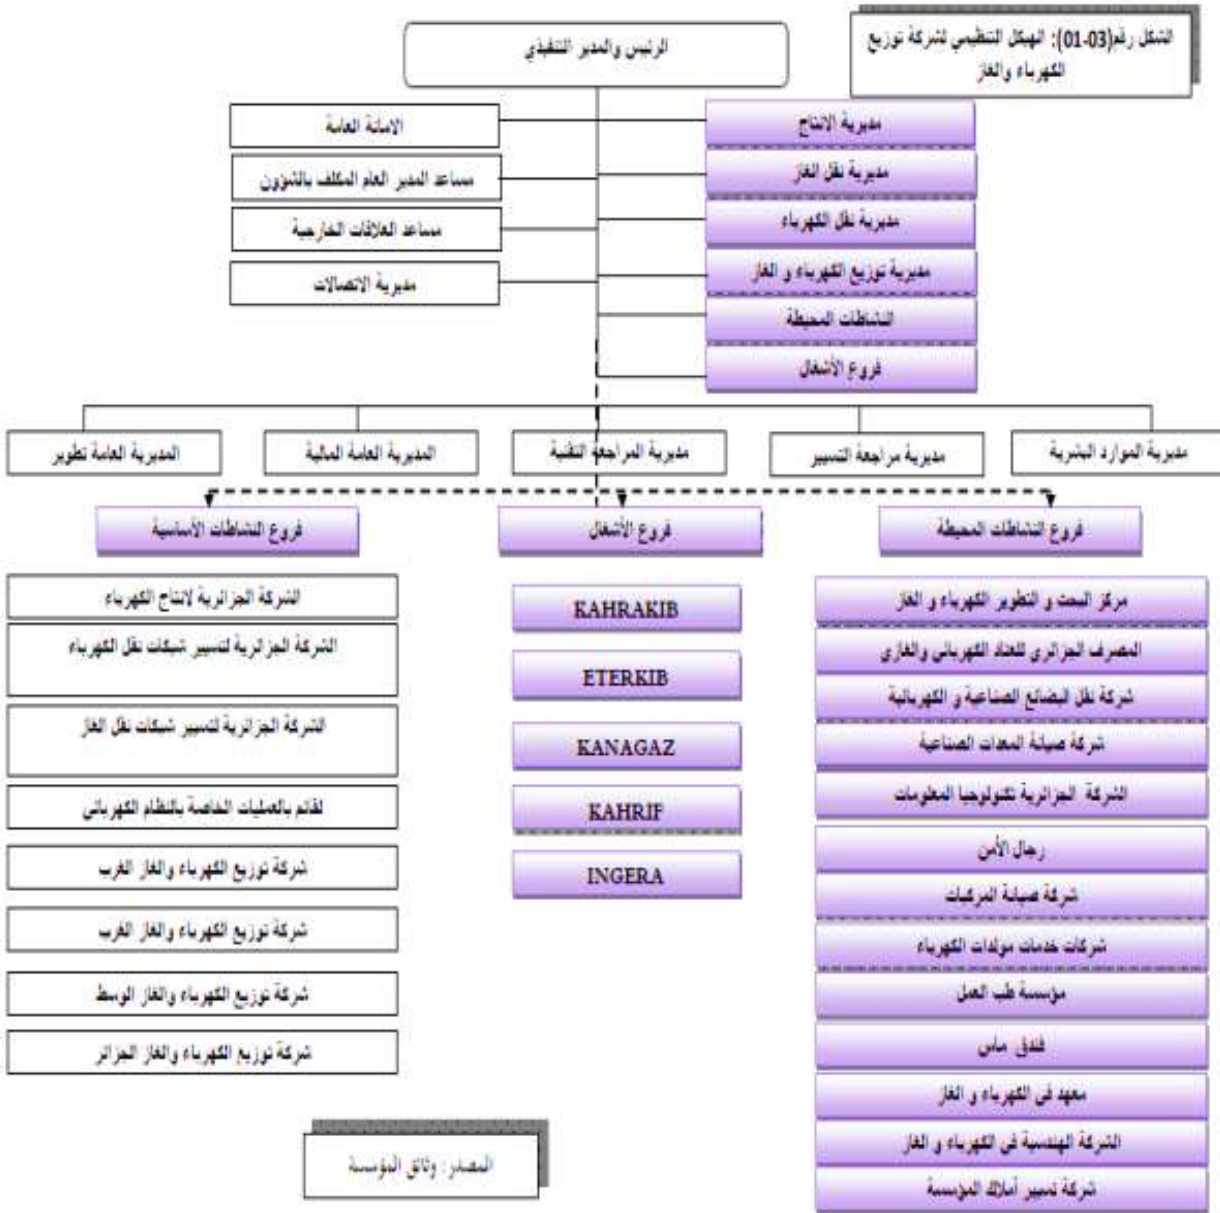 الشكل رقم(03-01): الهيكل التنظيمي لشركة توزيع
الكهرباء والغاز
الرئيس والمدير التنفيذي
مديرية الانتاج
مديرية نقل الغاز
مديرية نقل الكهرباء
مديرية توزيع الكهرباء و الغاز
النشاطات المحيطة
فروع الأشغال
الامانة العامة
مساعد المدير العام المكلف بالشؤون
مساعد العلاقات الخارجية
مديرية الاتصالات
مديرية الموارد البشرية
مديرية مراجعة التسيير
مديرية المراجعة التقنية
المديرية العامة المالية
المديرية العامة تطوير
فروع النشاطات المحيطة
مركز البحث و التطوير الكهرباء و الغاز
المصرف الجزائري للعتاد الكهربائي والغازي
شركة نقل البضائع الصناعية و الكهربائية
شركة صيانة المعدات الصناعية
الشركة الجزائرية تكنولوجيا المعلومات
رجال الأمن
شركة صيانة المركبات
شركات خدمات مولدات الكهرباء
مؤسسة طب العمل
فندق ماس
معهد في الكهرباء و الغاز
الشركة الهندسية في الكهرباء و الغاز
شركة تسيير أملاك المؤسسة
فروع الأشغال
KAHRAKIB
ETERKIB
KANAGAZ
KAHRIF
INGERA
فروع النشاطات الأساسية
الشركة الجزائرية لانتاج الكهرباء
الشركة الجزائرية لتسيير شبكات نقل الكهرباء
الشركة الجزائرية لتسيير شبكات نقل الغاز
لقائم بالعمليات الخاصة بالنظام الكهربائي
شركة توزيع الكهرباء والغاز الغرب
شركة توزيع الكهرباء والغاز الغرب
شركة توزيع الكهرباء والغاز الوسط
شركة توزيع الكهرباء والغاز الجزائر
المصدر: وثائق المؤسسة